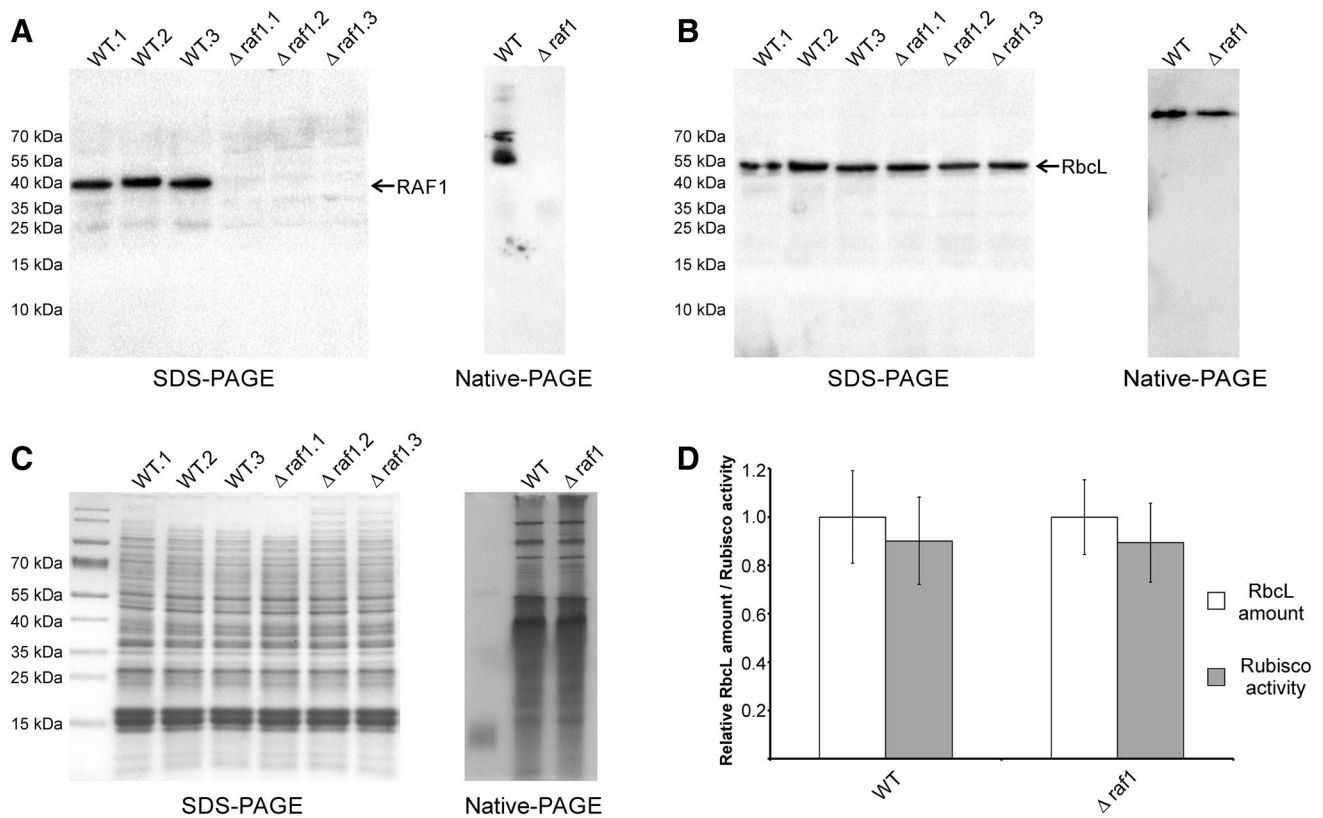 A
WT.1 WT.2 WT.3 Δ raf1.1 Δ raf1.2 Δ raf1.3
70 kDa
55 kDa
40 kDa
35 kDa
25 kDa
15 kDa
10 kDa
RAF1
SDS-PAGE
WT Δ raf1
Native-PAGE
B
WT.1 WT.2 WT.3 Δ raf1.1 Δ raf1.2 Δ raf1.3
70 kDa
55 kDa
40 kDa
35 kDa
25 kDa
15 kDa
10 kDa
RbcL
SDS-PAGE
WT Δ raf1
Native-PAGE
C
WT.1 WT.2 WT.3 Δ raf1.1 Δ raf1.2 Δ raf1.3
70 kDa
55 kDa
40 kDa
35 kDa
25 kDa
15 kDa
SDS-PAGE
WT Δ raf1
Native-PAGE
D
Relative RbcL amount / Rubisco activity
1.2
1.0
0.8
0.6
0.4
0.2
WT
Δ raf1
RbcL
amount
Rubisco
activity